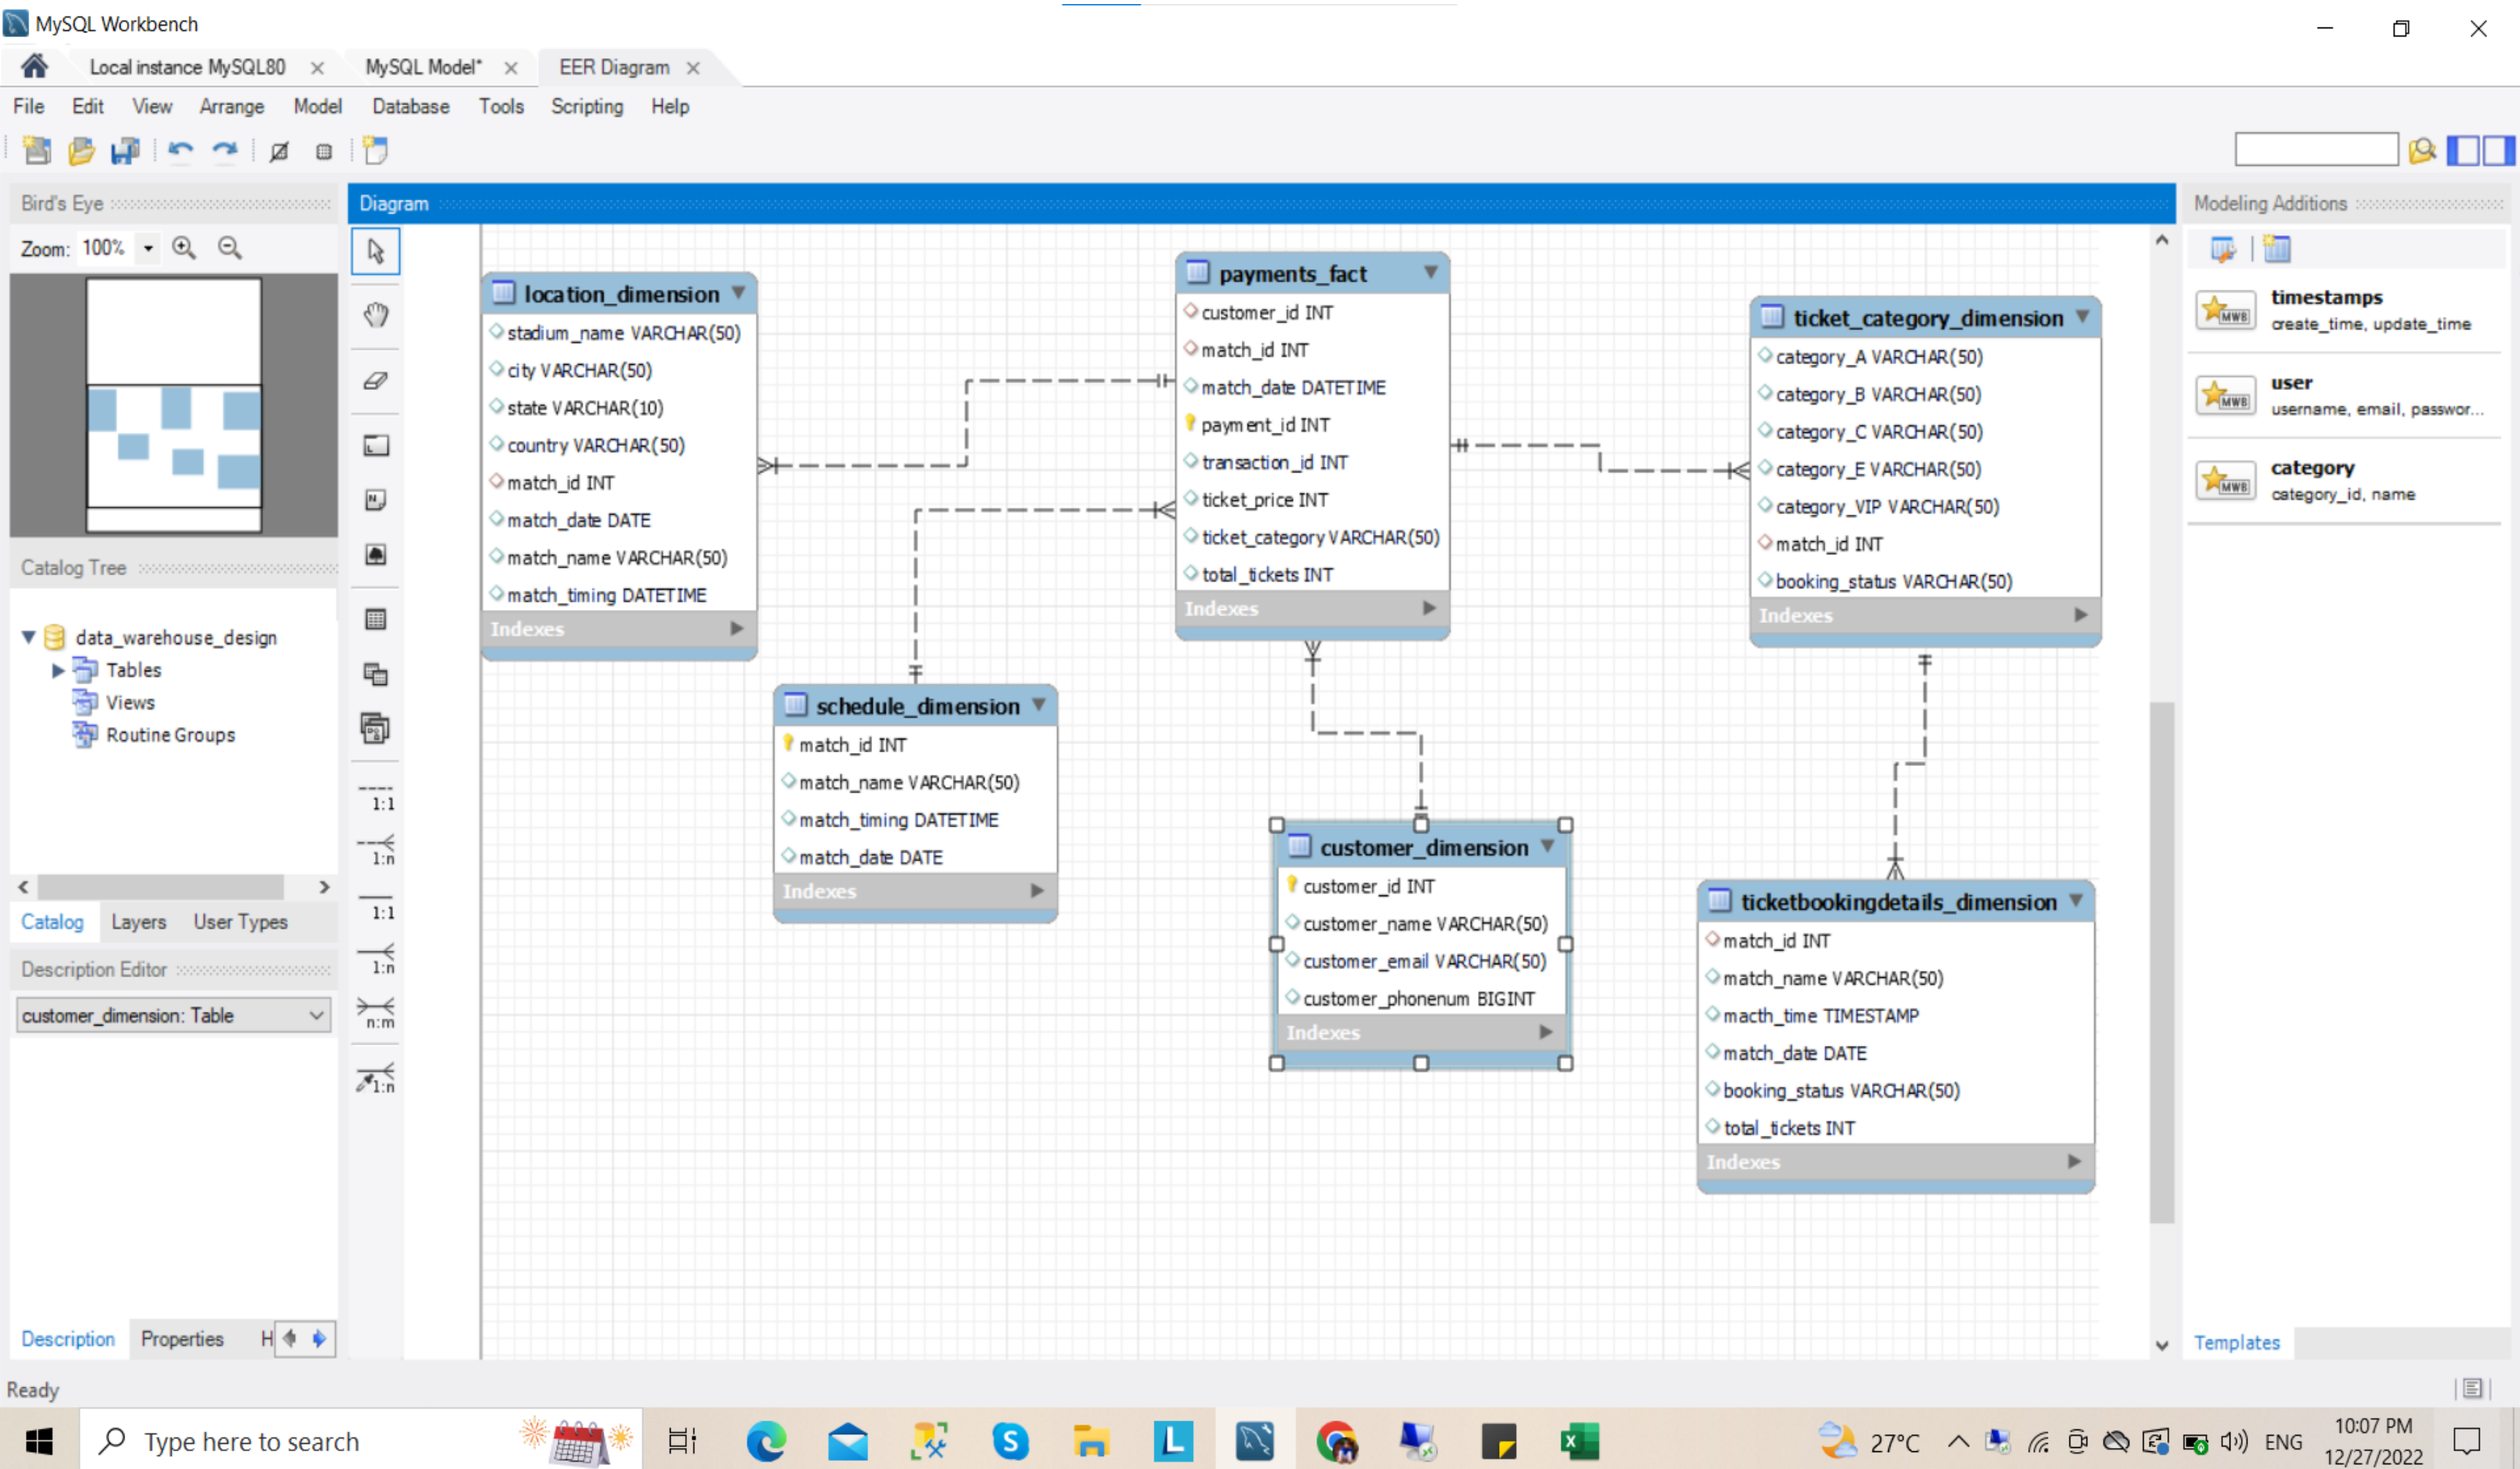 MySQL Workbench
Local instance MySQL80
MySQL Model*
EER Diagram
File Edit View Arrange Model Database Tools Scripting Help
Bird's Eye
Zoom: 100%
Catalog Tree
data_warehouse_design
Tables
Views
Routine Groups
Catalog Layers User Types
Description Editor
customer_dimension: Table
Description Properties H
Diagram
1:1
1:n
1:1
1:n
n:m
1:n
location_dimension
stadium_name VARCHAR(50)
city VARCHAR(50)
state VARCHAR(10)
country VARCHAR(50)
match_id INT
match_date DATE
match_name VARCHAR(50)
match_timing DATETIME
Indexes
payments_fact
customer_id INT
match_id INT
match_date DATETIME
payment_id INT
transaction_id INT
ticket_price INT
ticket_category VARCHAR(50)
total_tickets INT
Indexes
ticket_category_dimension
category_A VARCHAR(50)
category_B VARCHAR(50)
category_C VARCHAR(50)
category_E VARCHAR(50)
category_VIP VARCHAR(50)
match_id INT
booking_status VARCHAR(50)
Indexes
schedule_dimension
match_id INT
match_name VARCHAR(50)
match_timing DATETIME
match_date DATE
Indexes
customer_dimension
customer_id INT
customer_name VARCHAR(50)
customer_email VARCHAR(50)
customer_phonenum BIGINT
Indexes
ticketbookingdetails_dimension
match_id INT
match_name VARCHAR(50)
macth_time TIMESTAMP
match_date DATE
booking_status VARCHAR(50)
total_tickets INT
Indexes
Modeling Additions
MWB
timestamps
create_time, update_time
MWB
user
username, email, passwor...
MWB
category
category_id, name
Templates
Ready
Type here to search
27°C
ENG
10:07 PM
12/27/2022